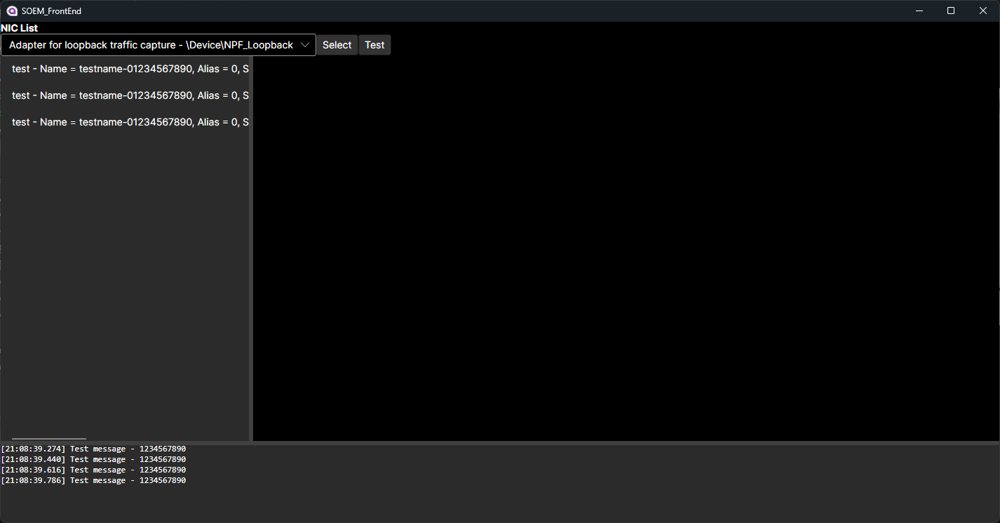 SOEM_FrontEnd
NIC List
Adapter for loopback traffic capture - \Device\NPF_Loopback Select Test
test - Name = testname-01234567890, Alias = 0, S
test - Name = testname-01234567890, Alias = 0, S
test - Name = testname-01234567890, Alias = 0, S
[21:08:39.274] Test message - 1234567890
[21:08:39.440] Test message - 1234567890
[21:08:39.616] Test message - 1234567890
[21:08:39.786] Test message - 1234567890